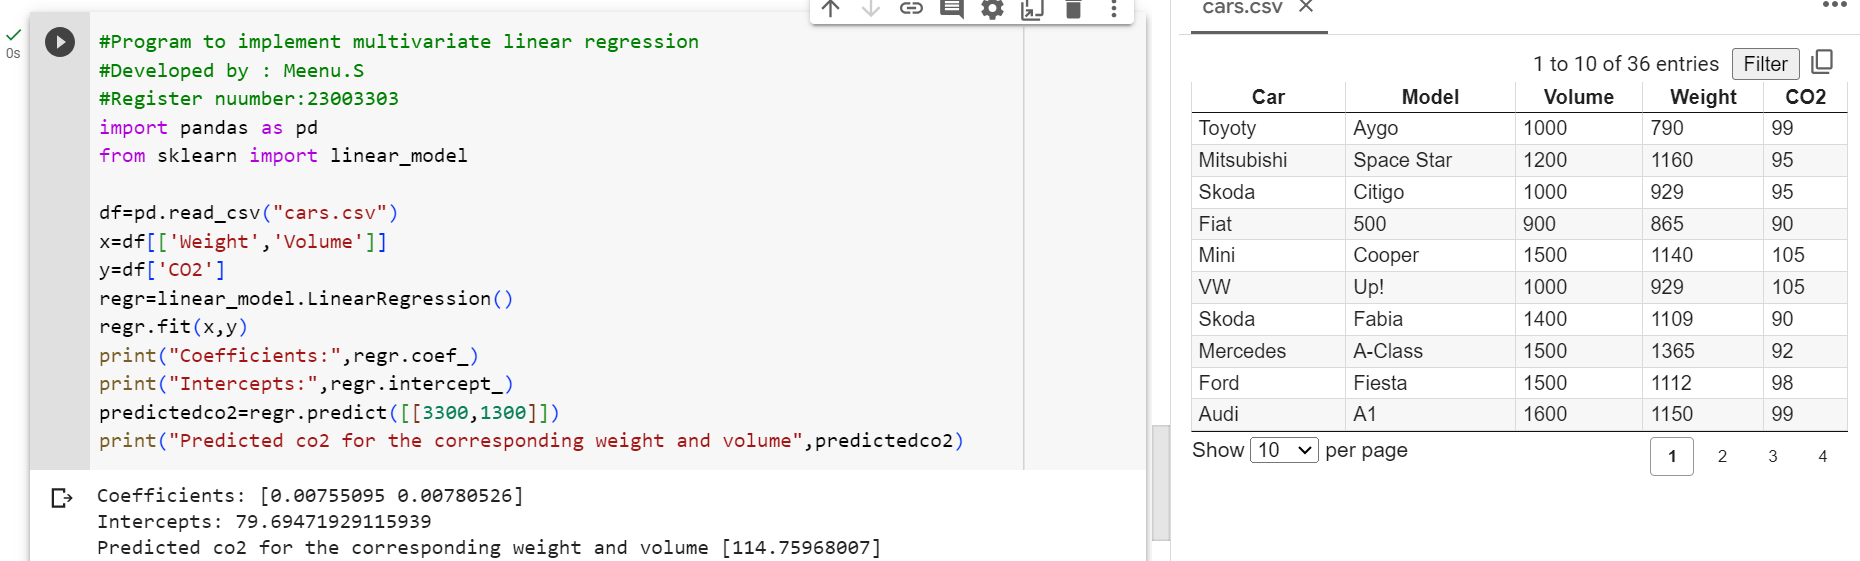 0s
#Program to implement multivariate linear regression
#Developed by : Meenu.S
#Register nuumber:23003303
import pandas as pd
from sklearn import linear_model
df=pd.read_csv("cars.csv")
x=df[['Weight','Volume']]
y=df['CO2']
regr=linear_model.LinearRegression()
regr.fit(x,y)
print("Coefficients:",regr.coef_)
print("Intercepts:",regr.intercept_)
predictedco2=regr.predict([[3300,1300]])
print("Predicted co2 for the corresponding weight and volume",predictedco2)
Coefficients: [0.00755095 0.00780526]
Intercepts: 79.69471929115939
Predicted co2 for the corresponding weight and volume [114.75968007]
cars.csv
1 to 10 of 36 entries Filter
Car Model Volume Weight CO2
Toyoty Aygo 1000 790 99
Mitsubishi Space Star 1200 1160 95
Skoda Citigo 1000 929 95
Fiat 500 900 865 90
Mini Cooper 1500 1140 105
VW Up! 1000 929 105
Skoda Fabia 1400 1109 90
Mercedes A-Class 1500 1365 92
Ford Fiesta 1500 1112 98
Audi A1 1600 1150 99
Show 10 per page 1 2 3 4